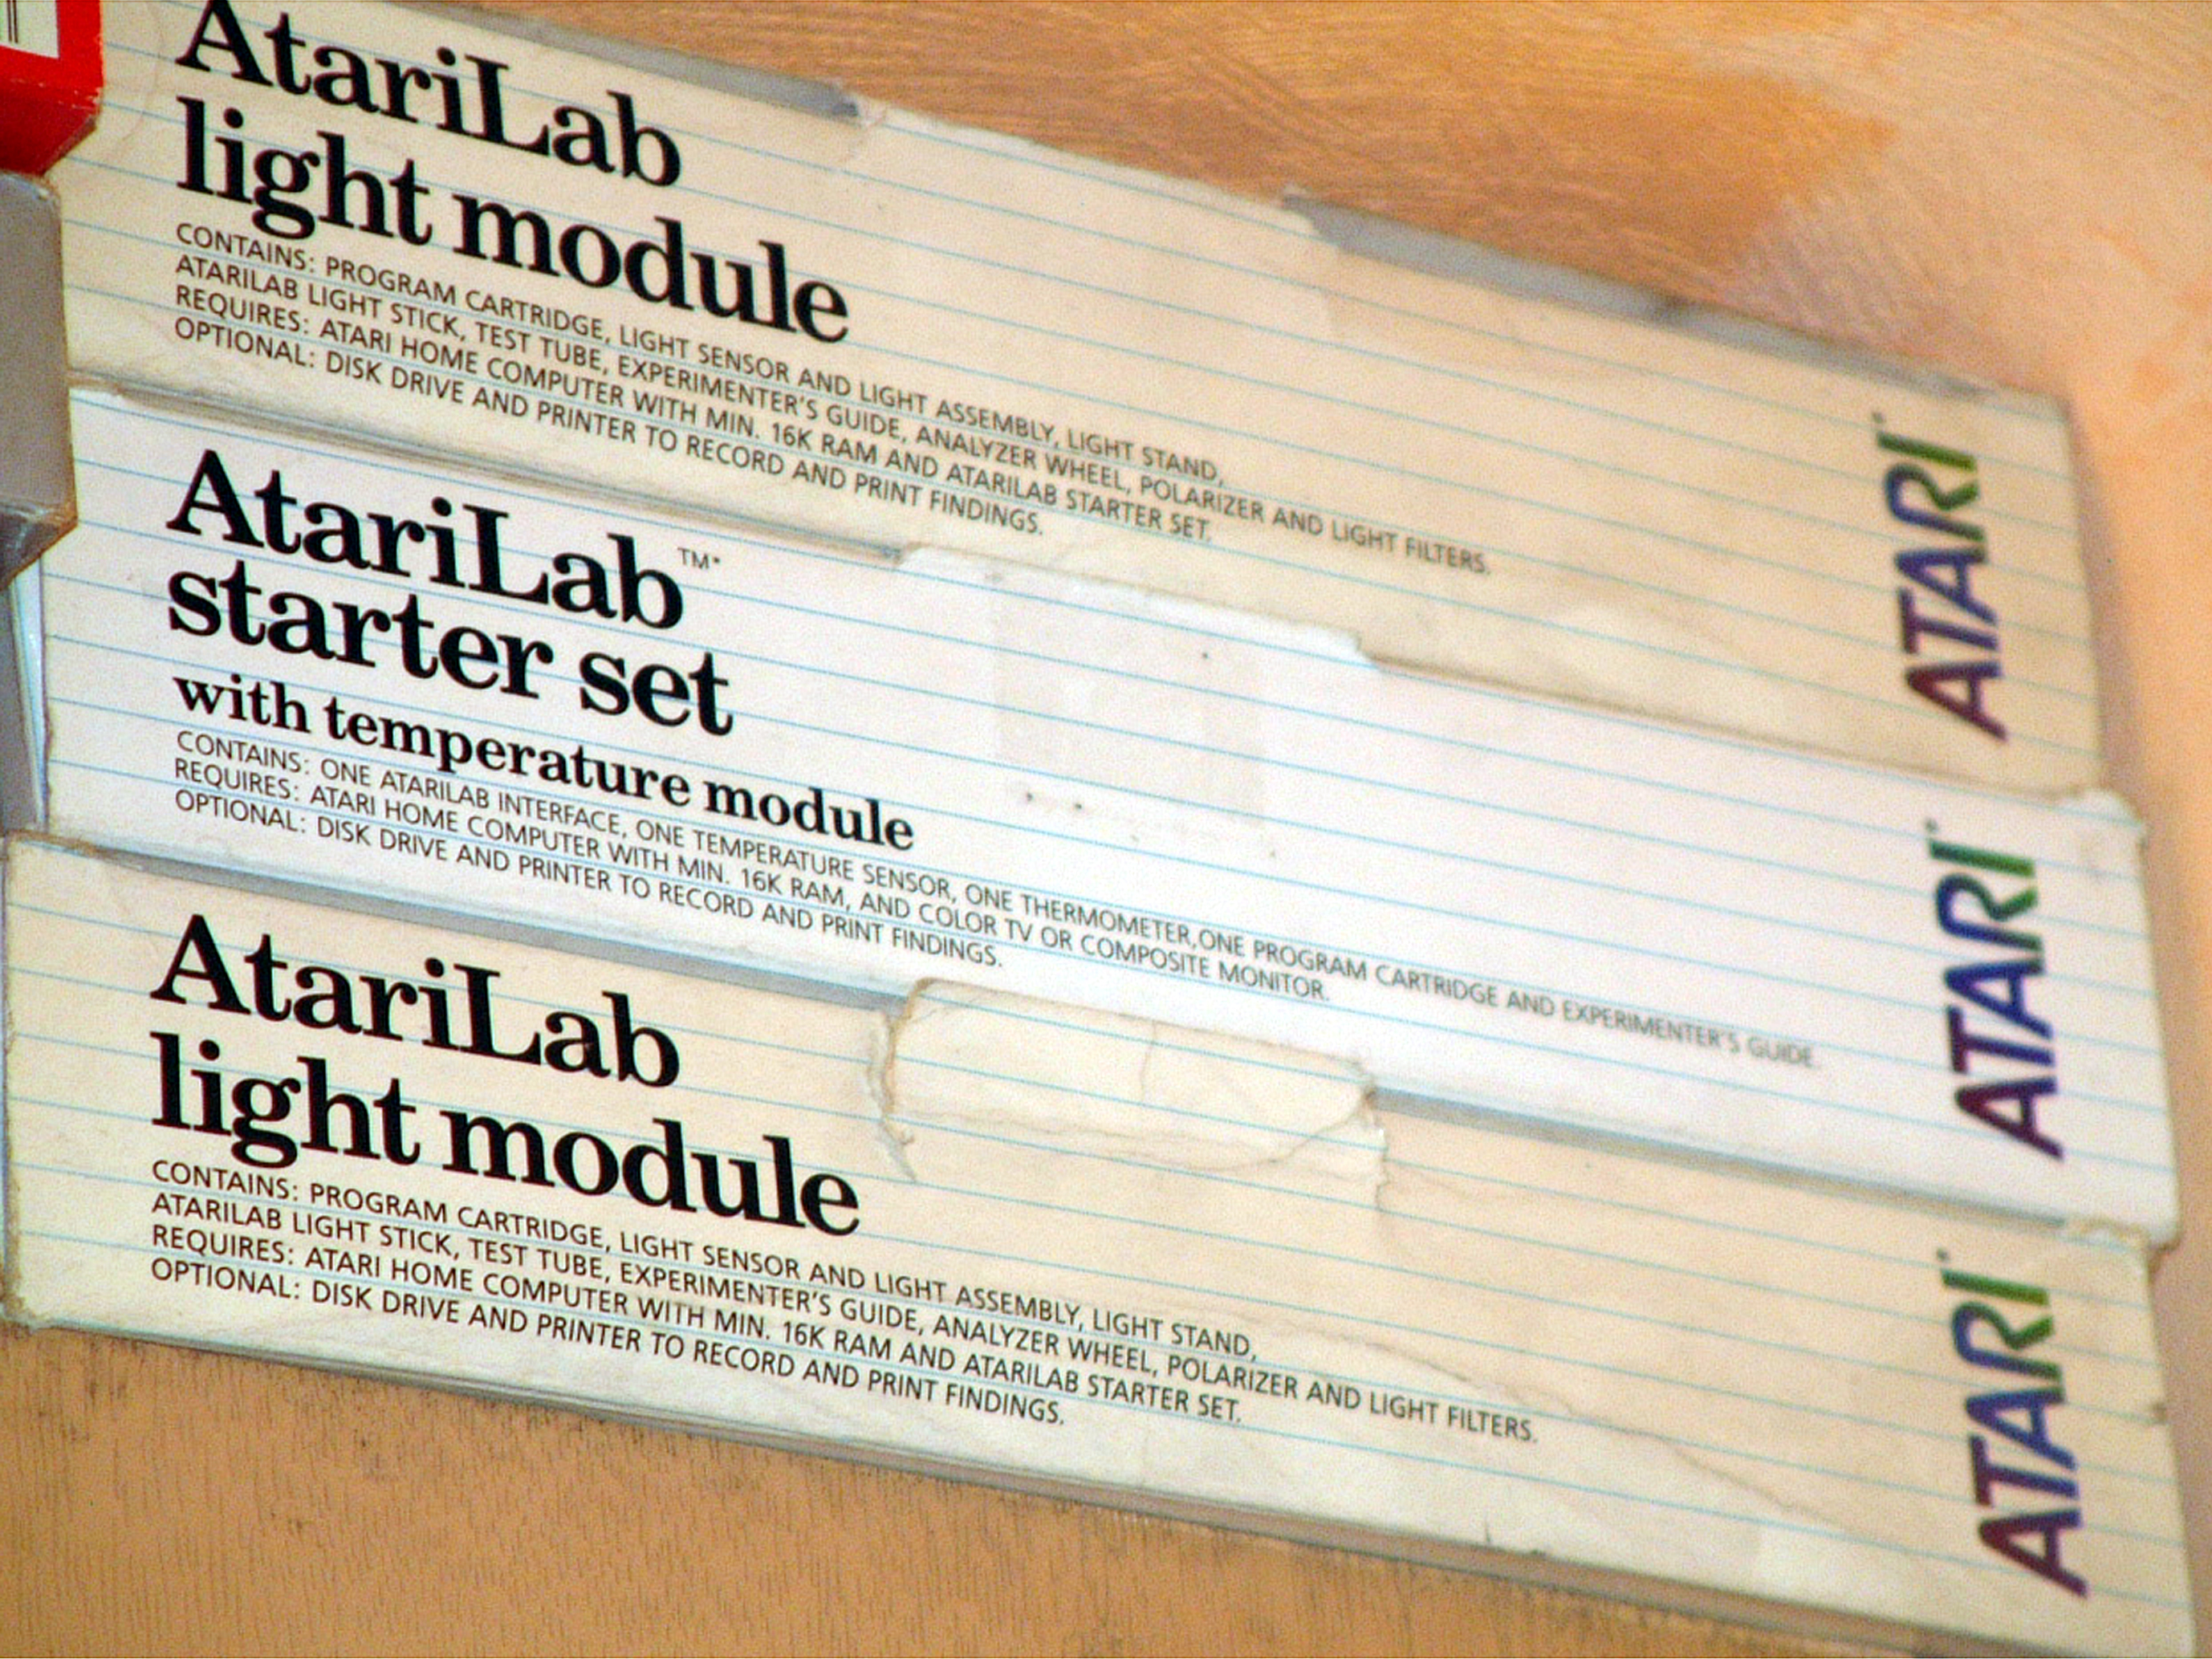 AtariLab
light module
CONTAINS: PROGRAM CARTRIDGE, LIGHT SENSOR AND LIGHT ASSEMBLY, LIGHT STAND,
ATARILAB LIGHT STICK, TEST TUBE, EXPERIMENTER'S GUIDE, ANALYZER WHEEL, POLARIZER AND LIGHT FILTERS.
REQUIRES: ATARI HOME COMPUTER WITH MIN. 16K RAM AND ATARILAB STARTER SET.
OPTIONAL: DISK DRIVE AND PRINTER TO RECORD AND PRINT FINDINGS.
ATARI
AtariLab™*
starter set
with temperature module
CONTAINS: ONE ATARILAB INTERFACE, ONE TEMPERATURE SENSOR, ONE THERMOMETER, ONE PROGRAM CARTRIDGE AND EXPERIMENTER'S GUIDE.
REQUIRES: ATARI HOME COMPUTER WITH MIN. 16K RAM, AND COLOR TV OR COMPOSITE MONITOR.
OPTIONAL: DISK DRIVE AND PRINTER TO RECORD AND PRINT FINDINGS.
ATARI
AtariLab
light module
CONTAINS: PROGRAM CARTRIDGE, LIGHT SENSOR AND LIGHT ASSEMBLY, LIGHT STAND,
ATARILAB LIGHT STICK, TEST TUBE, EXPERIMENTER'S GUIDE, ANALYZER WHEEL, POLARIZER AND LIGHT FILTERS.
REQUIRES: ATARI HOME COMPUTER WITH MIN. 16K RAM AND ATARILAB STARTER SET.
OPTIONAL: DISK DRIVE AND PRINTER TO RECORD AND PRINT FINDINGS.
ATARI